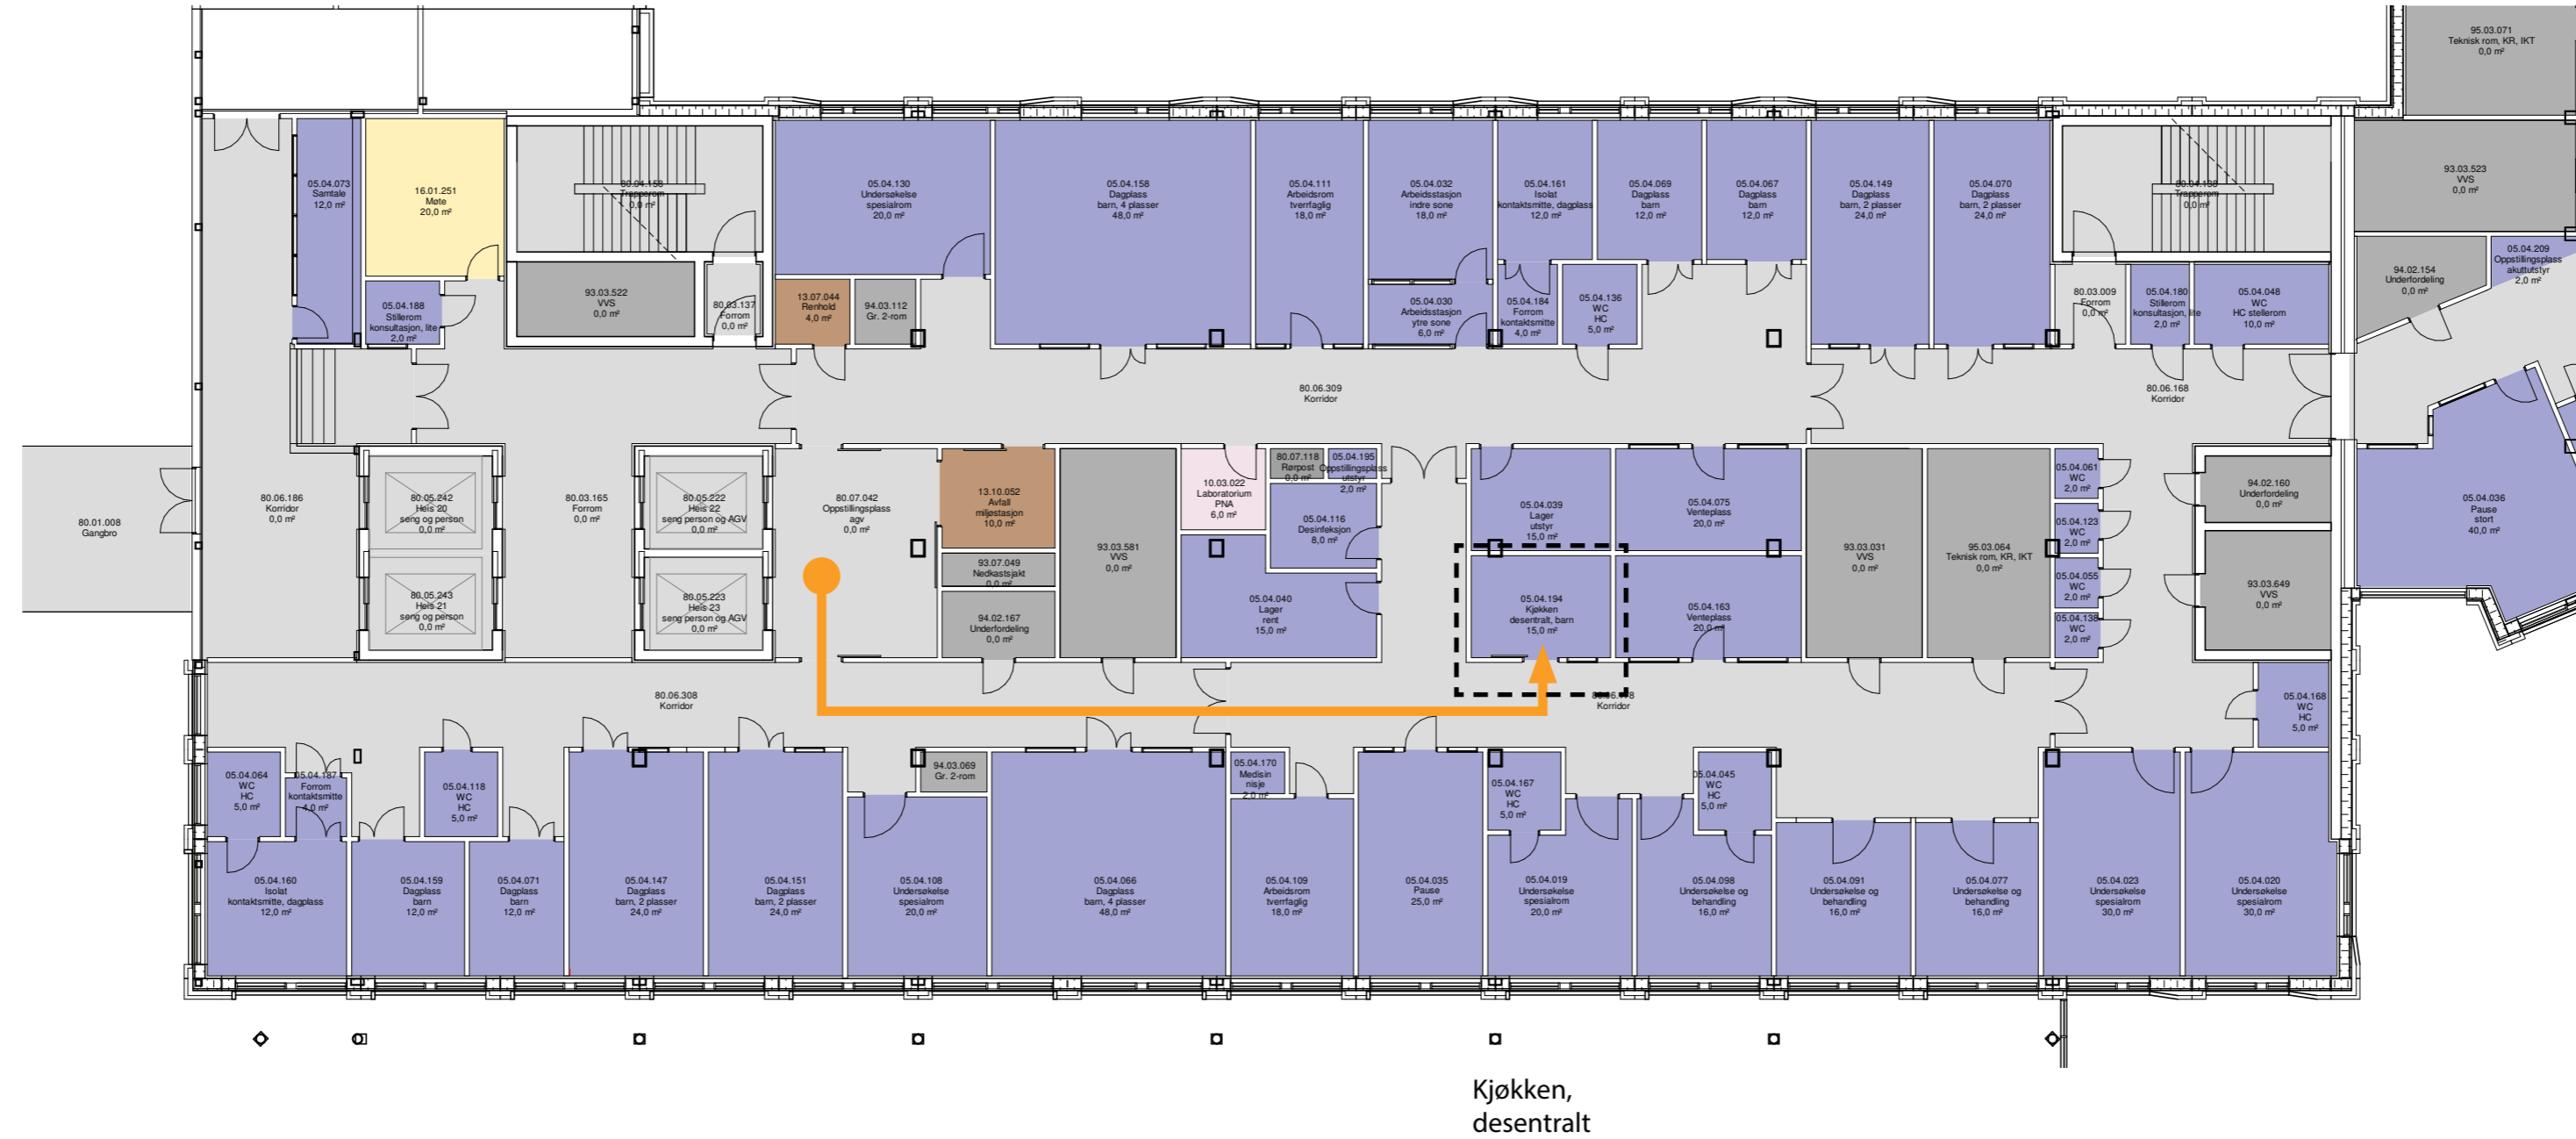 95.03.071
Teknisk rom, KR, IKT
0,0 m²
05.04.073
Samtale
12,0 m²
16.01.251
Møte
20,0 m²
80.04.158
Trapperom
0,0 m²
05.04.130
Undersøkelse
spesialrom
20,0 m²
05.04.158
Dagplass
barn, 4 plasser
48,0 m²
05.04.111
Arbeidsrom
tverrfaglig
18,0 m²
05.04.032
Arbeidsstasjon
indre sone
18,0 m²
05.04.161
Isolat
kontaktsmitte, dagplass
12,0 m²
05.04.069
Dagplass
barn
12,0 m²
05.04.067
Dagplass
barn
12,0 m²
05.04.149
Dagplass
barn, 2 plasser
24,0 m²
05.04.070
Dagplass
barn, 2 plasser
24,0 m²
Trapperom
0,0 m²
93.03.523
VVS
0,0 m²
05.04.188
Stillerom
konsultasjon, lite
2,0 m²
93.03.522
VVS
0,0 m²
80.03.137
Forrom
0,0 m²
13.07.044
Renhold
4,0 m²
94.03.112
Gr. 2-rom
05.04.030
Arbeidsstasjon
ytre sone
6,0 m²
05.04.184
Forrom
kontaktsmitte
4,0 m²
05.04.136
WC
HC
5,0 m²
80.03.009
Forrom
0,0 m²
05.04.180
Stillerom
konsultasjon, lite
2,0 m²
05.04.048
WC
HC stellerom
10,0 m²
94.02.154
Underfordeling
0,0 m²
05.04.209
Oppstillingsplass
akuttutstyr
2,0 m²
80.06.309
Korridor
80.06.168
Korridor
80.01.008
Gangbro
80.06.186
Korridor
0,0 m²
80.05.242
Heis 20
seng og person
0,0 m²
80.03.165
Forrom
0,0 m²
80.05.222
Heis 22
seng person og AGV
0,0 m²
80.07.042
Oppstillingsplass
agv
0,0 m²
13.10.052
Avfall
miljøstasjon
10,0 m²
93.03.581
VVS
0,0 m²
10.03.022
Laboratorium
PNA
6,0 m²
80.07.118
Rørpost
0,0 m²
05.04.195
Oppstillingsplass
utstyr
2,0 m²
05.04.116
Desinfeksjon
8,0 m²
05.04.039
Lager
utstyr
15,0 m²
05.04.075
Venteplass
20,0 m²
93.03.031
VVS
0,0 m²
95.03.064
Teknisk rom, KR, IKT
0,0 m²
05.04.061
WC
2,0 m²
05.04.123
WC
2,0 m²
94.02.160
Underfordeling
0,0 m²
05.04.036
Pause
stort
40,0 m²
80.05.243
Heis 21
seng og person
0,0 m²
80.05.223
Heis 23
seng person og AGV
0,0 m²
93.07.049
Nedkastsjakt
0,0 m²
94.02.167
Underfordeling
0,0 m²
05.04.040
Lager
rent
15,0 m²
05.04.194
Kjøkken
desentralt, barn
15,0 m²
05.04.163
Venteplass
20,0 m²
05.04.055
WC
2,0 m²
05.04.138
WC
2,0 m²
93.03.649
VVS
0,0 m²
80.06.308
Korridor
Korridor
05.04.168
WC
HC
5,0 m²
05.04.064
WC
HC
5,0 m²
05.04.187
Forrom
kontaktsmitte
4,0 m²
05.04.118
WC
HC
5,0 m²
94.03.069
Gr. 2-rom
05.04.170
Medisin
nisje
2,0 m²
05.04.167
WC
HC
5,0 m²
05.04.045
WC
HC
5,0 m²
05.04.160
Isolat
kontaktsmitte, dagplass
12,0 m²
05.04.159
Dagplass
barn
12,0 m²
05.04.071
Dagplass
barn
12,0 m²
05.04.147
Dagplass
barn, 2 plasser
24,0 m²
05.04.151
Dagplass
barn, 2 plasser
24,0 m²
05.04.108
Undersøkelse
spesialrom
20,0 m²
05.04.066
Dagplass
barn, 4 plasser
48,0 m²
05.04.109
Arbeidsrom
tverrfaglig
18,0 m²
05.04.035
Pause
25,0 m²
05.04.019
Undersøkelse
spesialrom
20,0 m²
05.04.098
Undersøkelse og
behandling
16,0 m²
05.04.091
Undersøkelse og
behandling
16,0 m²
05.04.077
Undersøkelse og
behandling
16,0 m²
05.04.023
Undersøkelse
spesialrom
30,0 m²
05.04.020
Undersøkelse
spesialrom
30,0 m²
Kjøkken,
desentralt